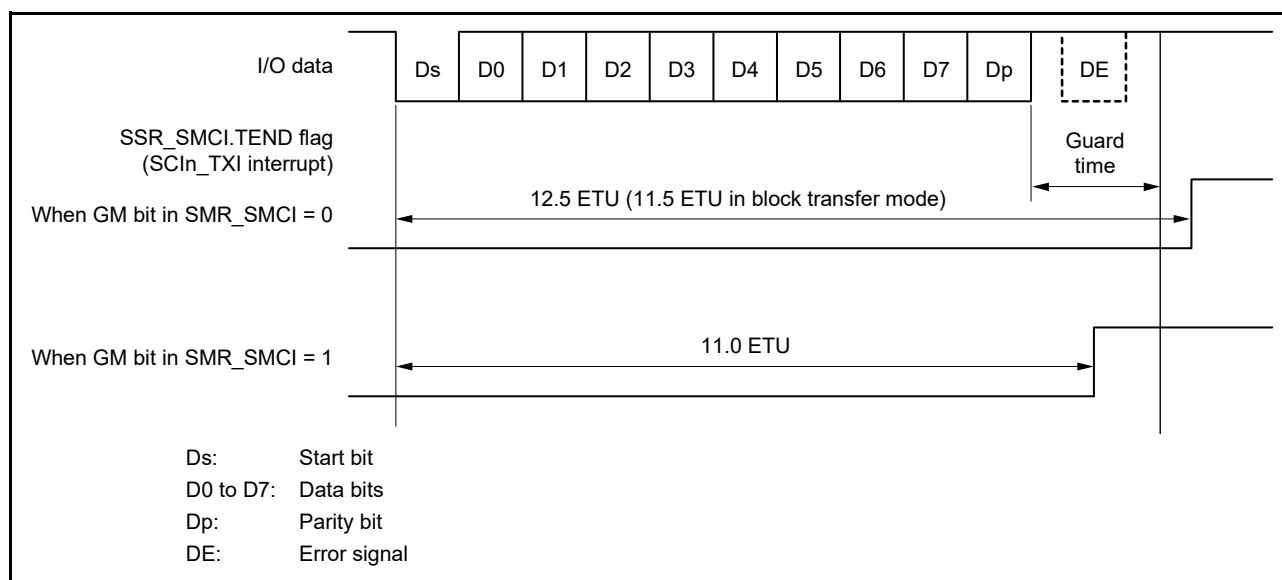 I/O data
Ds D0 D1 D2 D3 D4 D5 D6 D7 Dp DE
SSR_SMCI.TEND flag
(SCIn_TXI interrupt)
Guard
time
When GM bit in SMR_SMCI = 0
12.5 ETU (11.5 ETU in block transfer mode)
When GM bit in SMR_SMCI = 1
11.0 ETU
Ds: Start bit
D0 to D7: Data bits
Dp: Parity bit
DE: Error signal